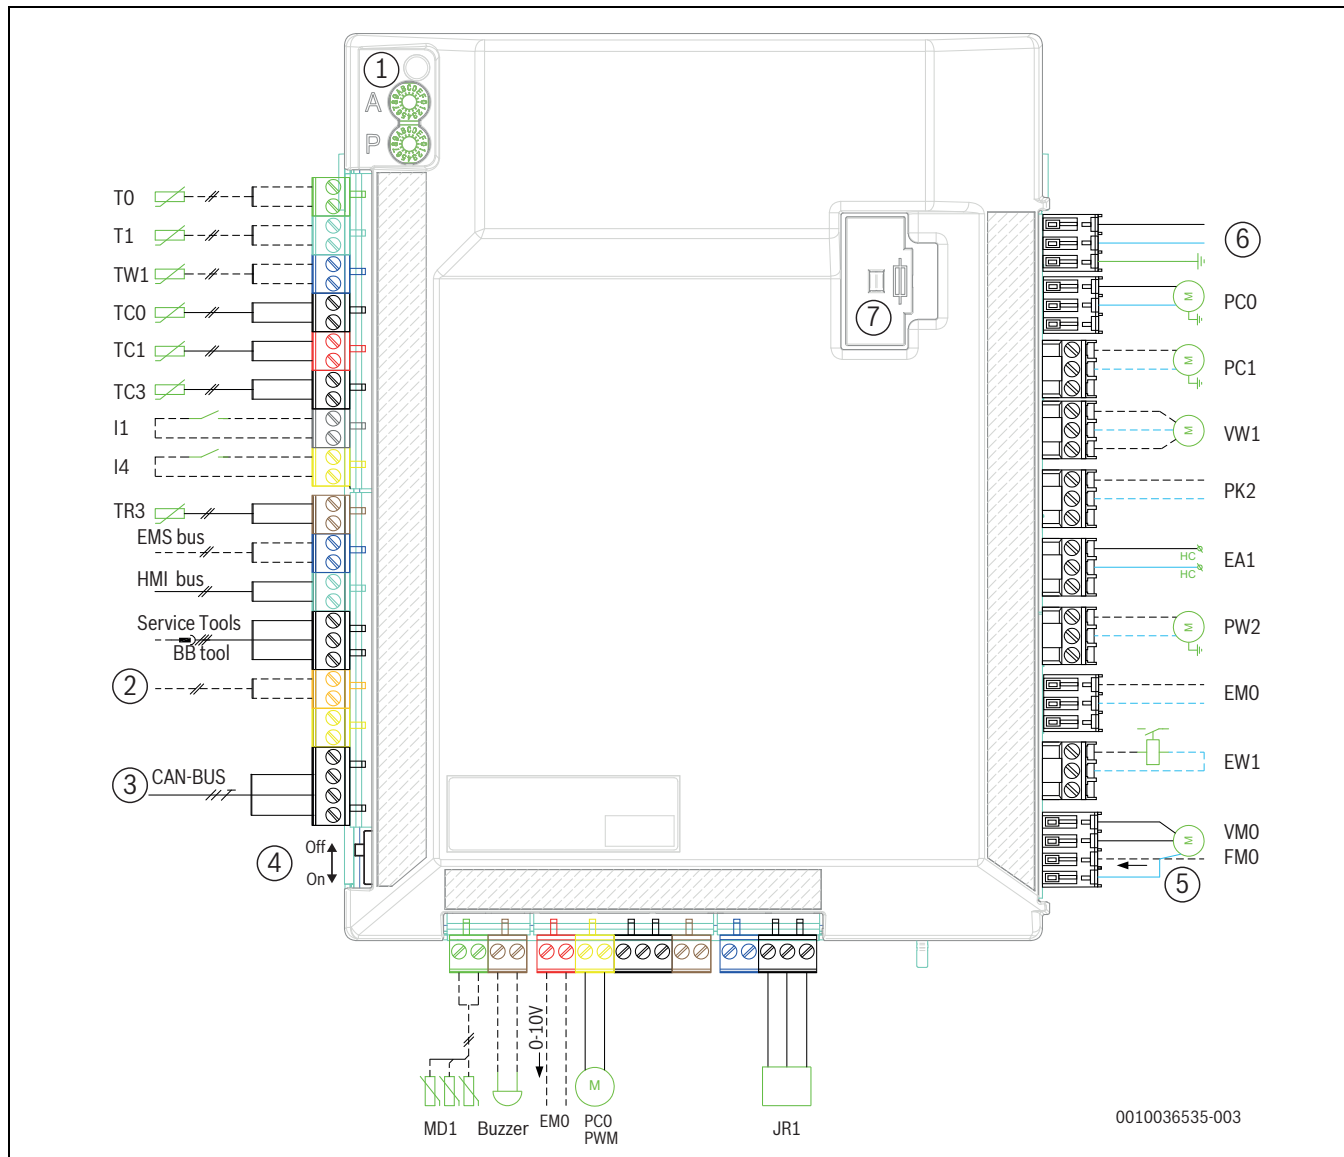 1
A
P
T0
T1
TW1
TC0
TC1
TC3
I1
I4
TR3
EMS bus
HMI bus
Service Tools
BB tool
2
3 CAN-BUS
4 Off
On
7
6
PC0
M
PC1
M
VW1
M
PK2
EA1
HC
HC
PW2
M
EM0
EW1
VM0
M
FM0
5
0-10V
MD1
Buzzer
EM0
M
PC0
PWM
JR1
0010036535-003